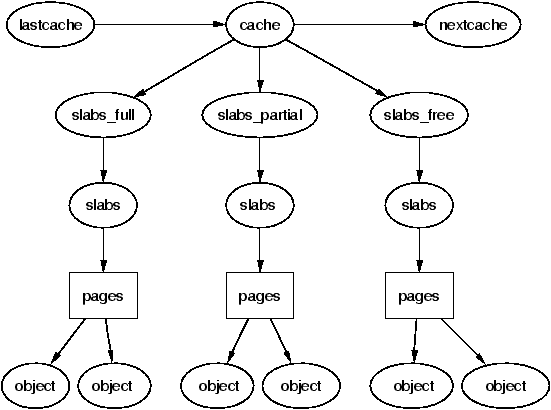 lastcache
cache
nextcache
slabs_full
slabs_partial
slabs_free
slabs
slabs
slabs
pages
pages
pages
object
object
object
object
object
object